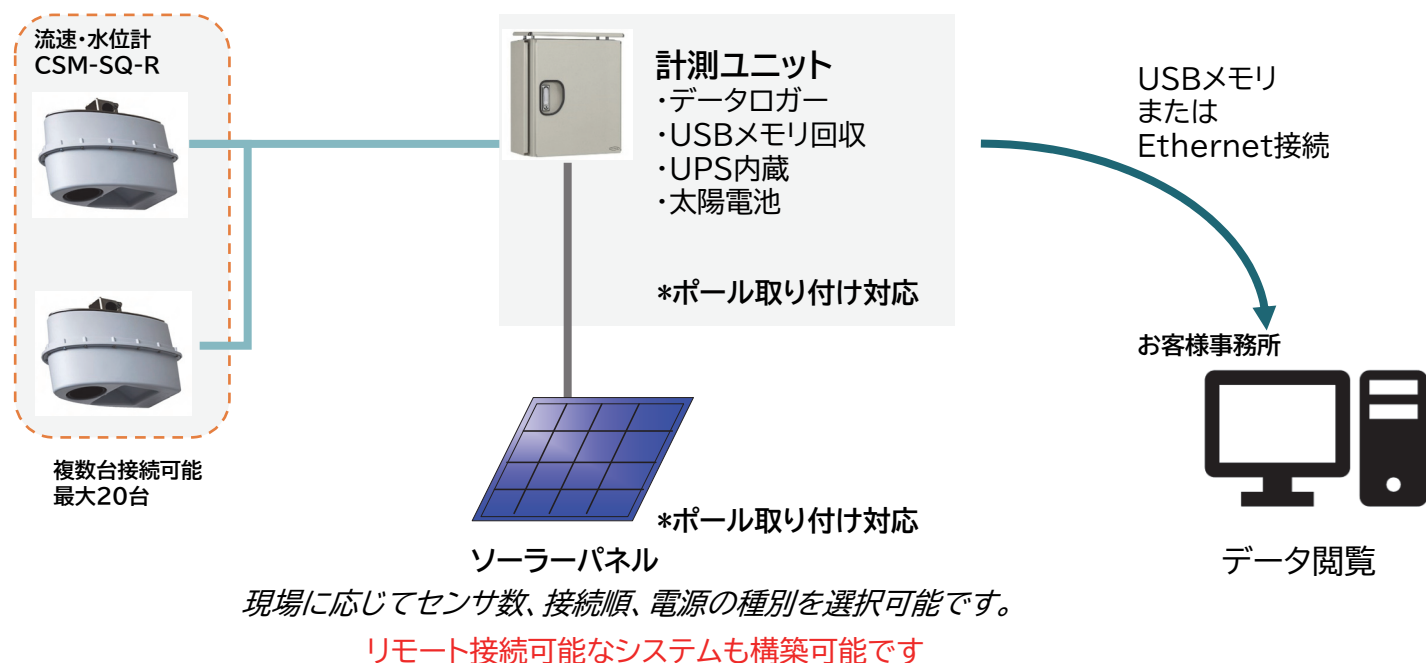 流速・水位計
CSM-SQ-R
複数台接続可能
最大20台
計測ユニット
・データロガー
・USBメモリ回収
・UPS内蔵
・太陽電池
*ポール取り付け対応
*ポール取り付け対応
ソーラーパネル
USBメモリ
または
Ethernet接続
お客様事務所
データ閲覧
現場に応じてセンサ数、接続順、電源の種別を選択可能です。
リモート接続可能なシステムも構築可能です